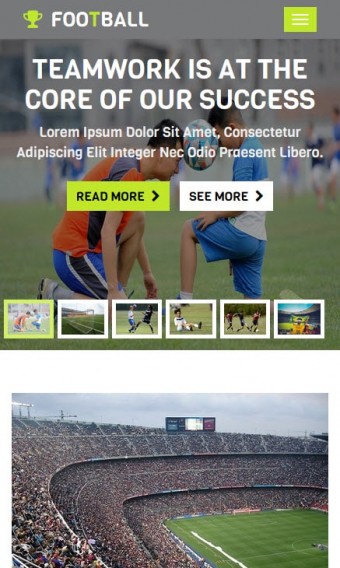 FOOTBALL
TEAMWORK IS AT THE
CORE OF OUR SUCCESS
Lorem Ipsum Dolor Sit Amet, Consectetur
Adipiscing Elit Integer Nec Odio Praesent Libero.
READ MORE
SEE MORE